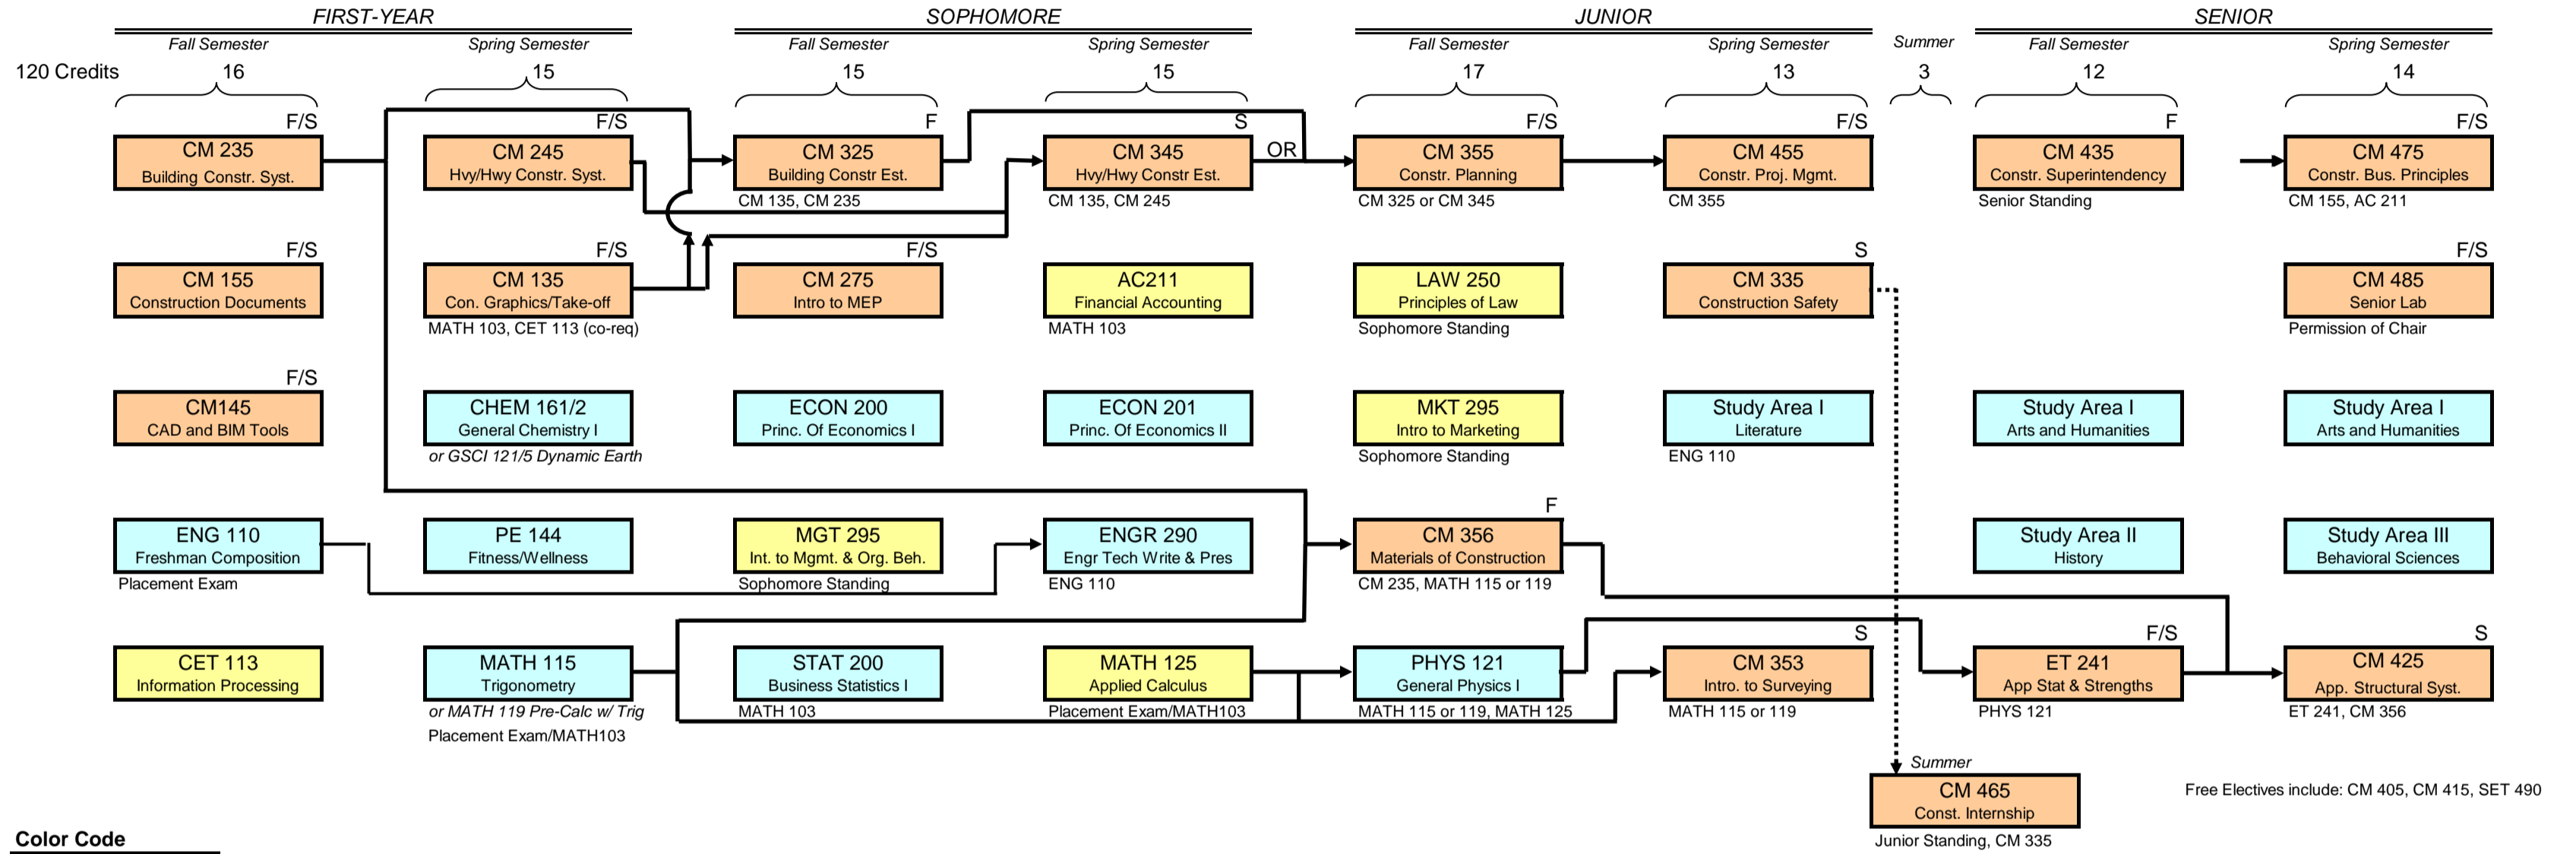 FIRST-YEAR SOPHOMORE JUNIOR SENIOR
Fall Semester Spring Semester Fall Semester Spring Semester Fall Semester Spring Semester Summer Fall Semester Spring Semester
120 Credits 16 15 15 15 17 13 3 12 14
F/S F/S F S F/S F/S F F/S
CM 235 CM 245 CM 325 CM 345 OR CM 355 CM 455 CM 435 CM 475
Building Constr. Syst. Hvy/Hwy Constr. Syst. Building Constr Est. Hvy/Hwy Constr Est. Constr. Planning Constr. Proj. Mgmt. Constr. Superintendency Constr. Bus. Principles
CM 135, CM 235 CM 135, CM 245 CM 325 or CM 345 CM 355 Senior Standing CM 155, AC 211
F/S F/S F/S S F/S
CM 155 CM 135 CM 275 AC211 LAW 250 CM 335 CM 485
Construction Documents Con. Graphics/Take-off Intro to MEP Financial Accounting Principles of Law Construction Safety Senior Lab
MATH 103, CET 113 (co-req) MATH 103 Sophomore Standing Permission of Chair
F/S
CM145 CHEM 161/2 ECON 200 ECON 201 MKT 295 Study Area I Study Area I Study Area I
CAD and BIM Tools General Chemistry I Princ. Of Economics I Princ. Of Economics II Intro to Marketing Literature Arts and Humanities Arts and Humanities
or GSCI 121/5 Dynamic Earth Sophomore Standing ENG 110
F
ENG 110 PE 144 MGT 295 ENGR 290 CM 356 Study Area II Study Area III
Freshman Composition Fitness/Wellness Int. to Mgmt. & Org. Beh. Engr Tech Write & Pres Materials of Construction History Behavioral Sciences
Placement Exam Sophomore Standing ENG 110 CM 235, MATH 115 or 119
S F/S S
CET 113 MATH 115 STAT 200 MATH 125 PHYS 121 CM 353 ET 241 CM 425
Information Processing Trigonometry Business Statistics I Applied Calculus General Physics I Intro. to Surveying App Stat & Strengths App. Structural Syst.
or MATH 119 Pre-Calc w/ Trig MATH 103 Placement Exam/MATH103 MATH 115 or 119, MATH 125 MATH 115 or 119 PHYS 121 ET 241, CM 356
Placement Exam/MATH103
Summer
CM 465 Free Electives include: CM 405, CM 415, SET 490
Const. Internship
Color Code Junior Standing, CM 335